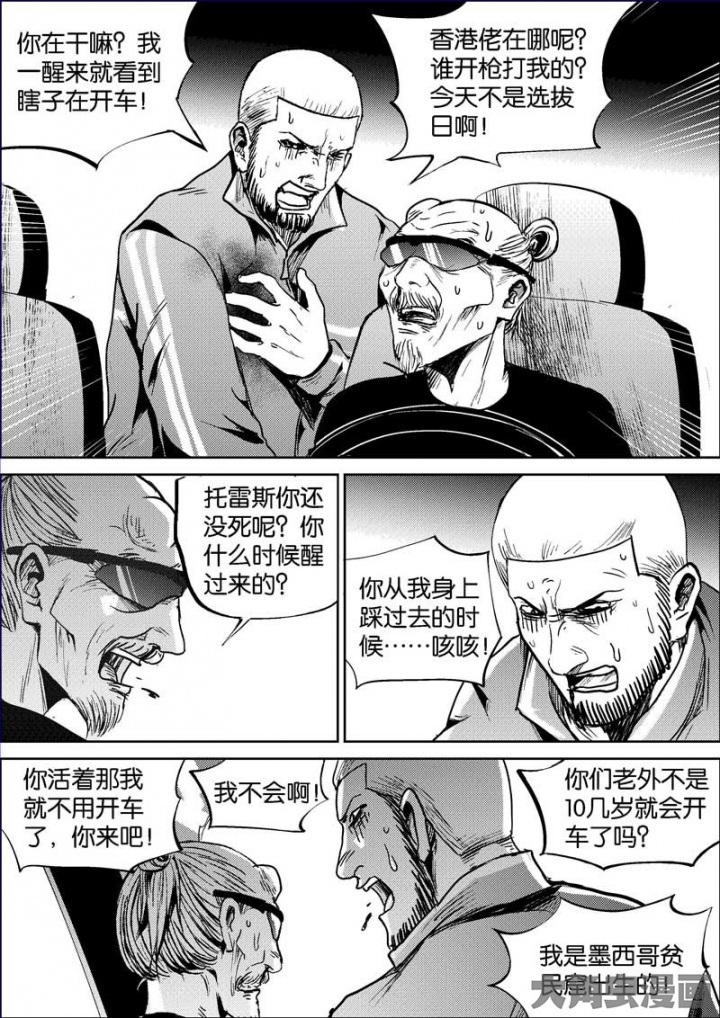 你在干嘛？我
一醒来就看到
瞎子在开车！
香港佬在哪呢？
谁开枪打我的？
今天不是选拔
日啊！
托雷斯你还
没死呢？你
什么时候醒
过来的？
你从我身上
踩过去的时
候……咳咳！
你活着那我
就不用开车
了，你来吧！
我不会啊！
你们老外不是
10几岁就会开
车了吗？
我是墨西哥贫
民窟出生的！